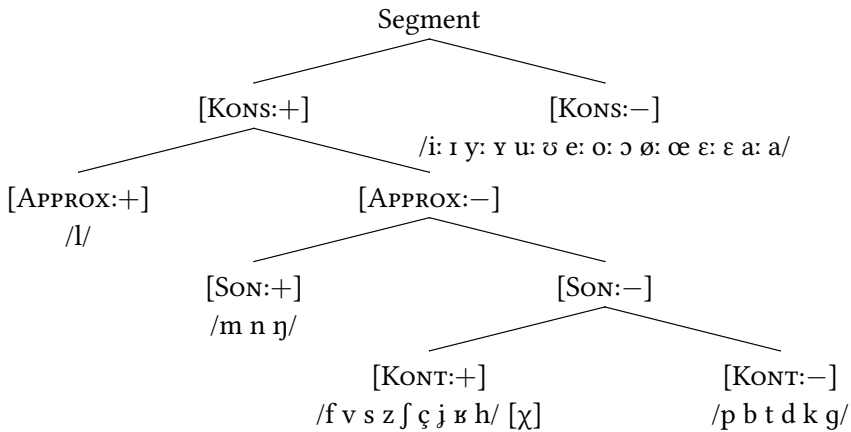 Segment
[Kons:+] [Kons:−]
/iː ɪ yː ʏ uː ʊ eː oː ɔ øː œ ɛː ɛ aː a/
[Approx:+] [Approx:−]
/l/
[Son:+] [Son:−]
/m n ŋ/
[Kont:+] [Kont:−]
/f v s z ʃ ç ʝ ʁ h/ [χ] /p b t d k ɡ/